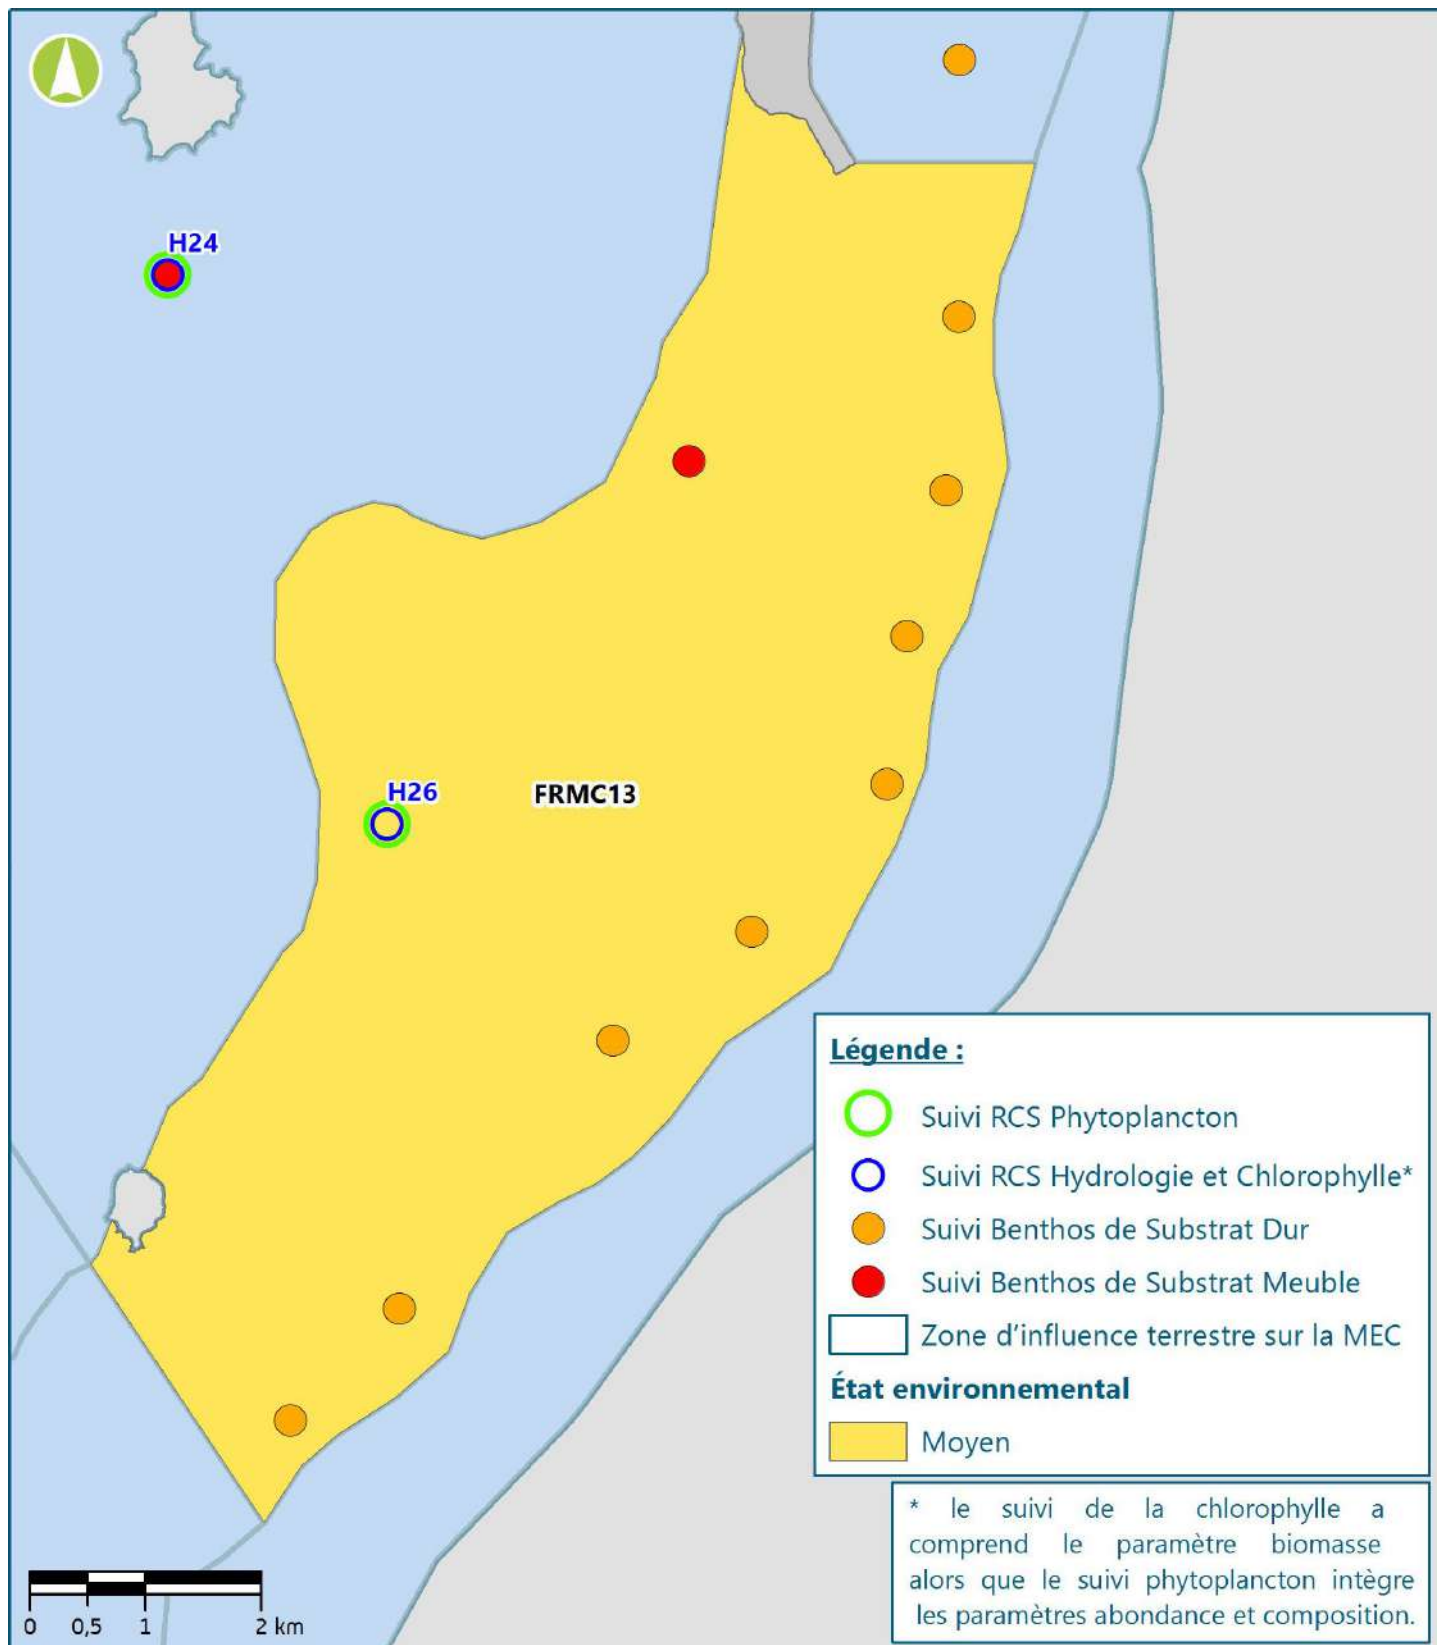 H24
H26
FRMC13
Légende :
Suivi RCS Phytoplancton
Suivi RCS Hydrologie et Chlorophylle*
Suivi Benthos de Substrat Dur
Suivi Benthos de Substrat Meuble
Zone d'influence terrestre sur la MEC
État environnemental
Moyen
* le suivi de la chlorophylle a
comprend le paramètre biomasse
alors que le suivi phytoplancton intègre
les paramètres abondance et composition.
0 0,5 1 2 km